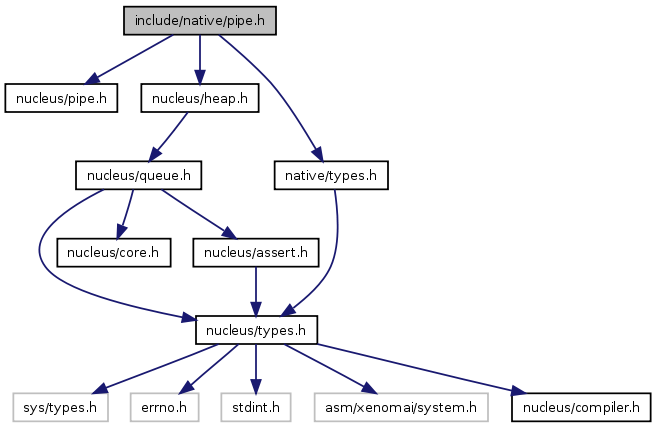 include/native/pipe.h
nucleus/pipe.h
nucleus/heap.h
nucleus/queue.h
native/types.h
nucleus/core.h
nucleus/assert.h
nucleus/types.h
sys/types.h
errno.h
stdint.h
asm/xenomai/system.h
nucleus/compiler.h